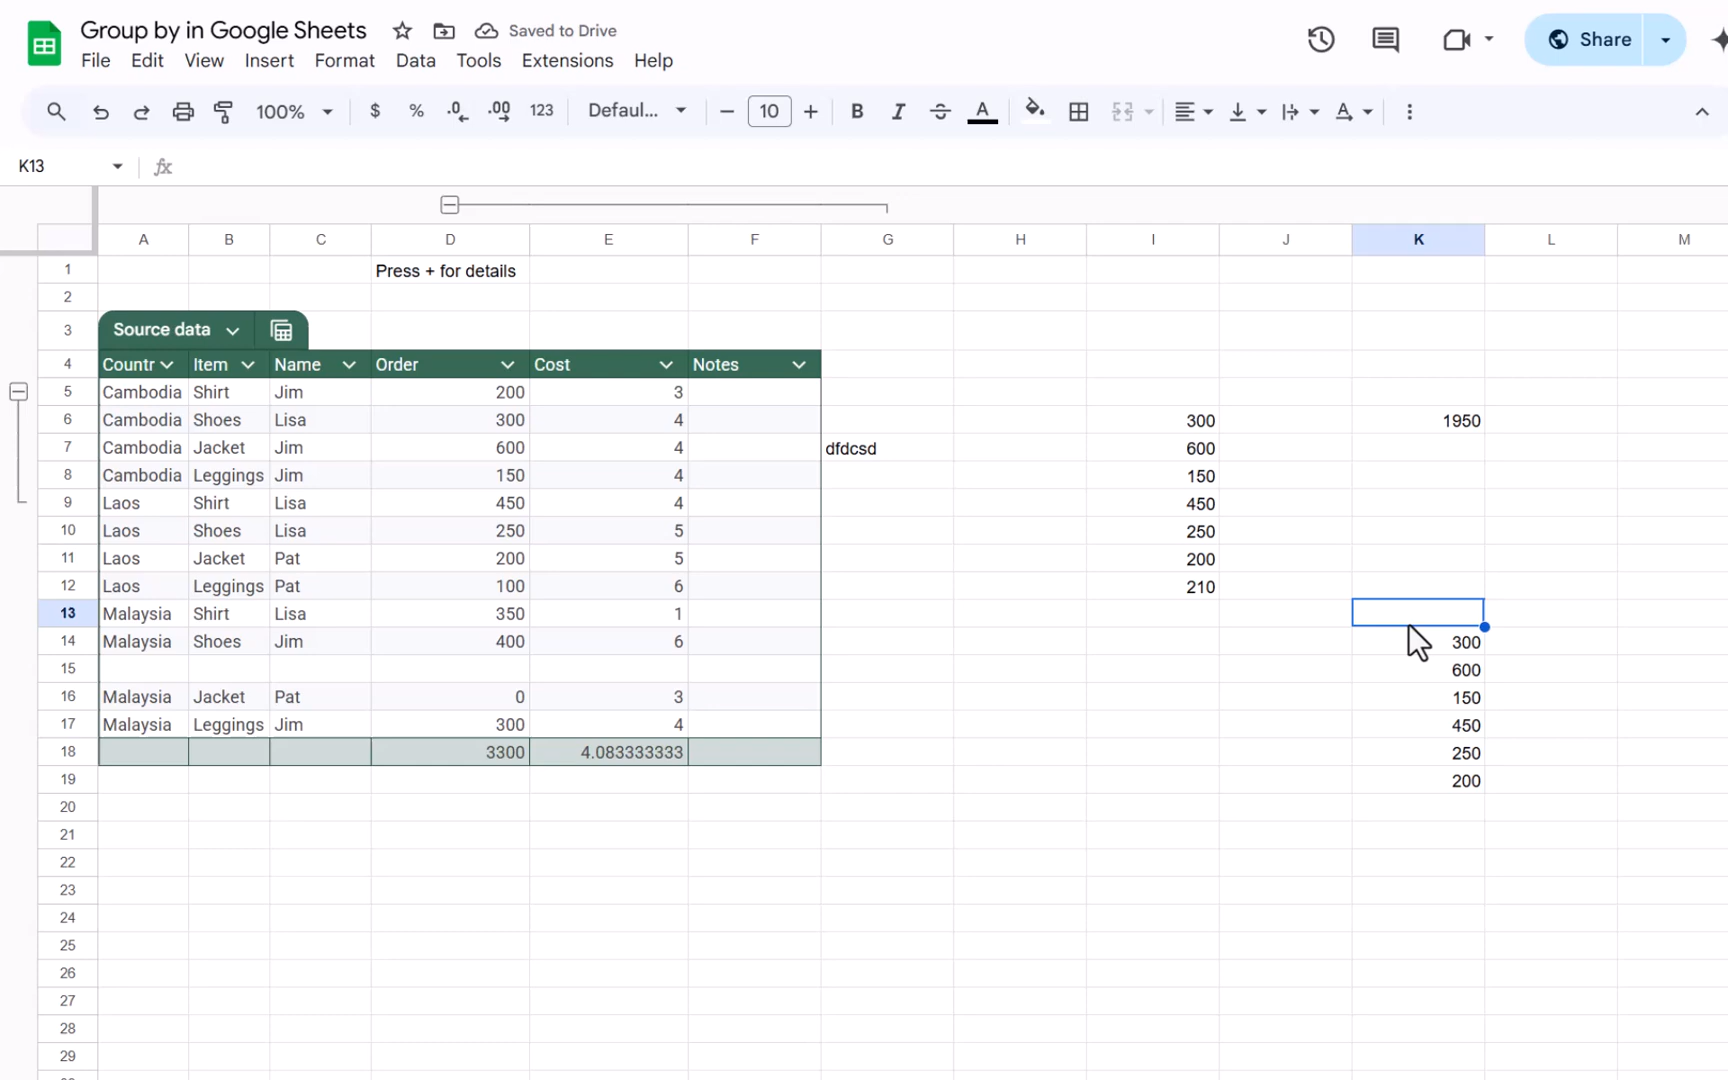 Group by in Google Sheets Saved to Drive
File Edit View Insert Format Data Tools Extensions Help
Share
100% $ % .0 .00 123 Defaul... 10 B I A
K13 fx
A B C D E F G H I J K L M
1 Press + for details
2
3 Source data
4 Countr Item Name Order Cost Notes
5 Cambodia Shirt Jim 200 3
6 Cambodia Shoes Lisa 300 4 300 1950
7 Cambodia Jacket Jim 600 4 dfdcsd 600
8 Cambodia Leggings Jim 150 4 150
9 Laos Shirt Lisa 450 4 450
10 Laos Shoes Lisa 250 5 250
11 Laos Jacket Pat 200 5 200
12 Laos Leggings Pat 100 6 210
13 Malaysia Shirt Lisa 350 1
14 Malaysia Shoes Jim 400 6 300
15 600
16 Malaysia Jacket Pat 0 3 150
17 Malaysia Leggings Jim 300 4 450
18 3300 4.083333333 250
19 200
20
21
22
23
24
25
26
27
28
29